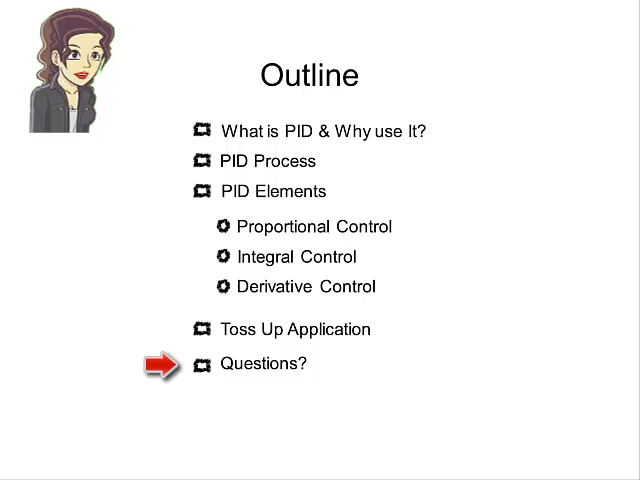 Outline
What is PID & Why use It?
PID Process
PID Elements
Proportional Control
Integral Control
Derivative Control
Toss Up Application
Questions?